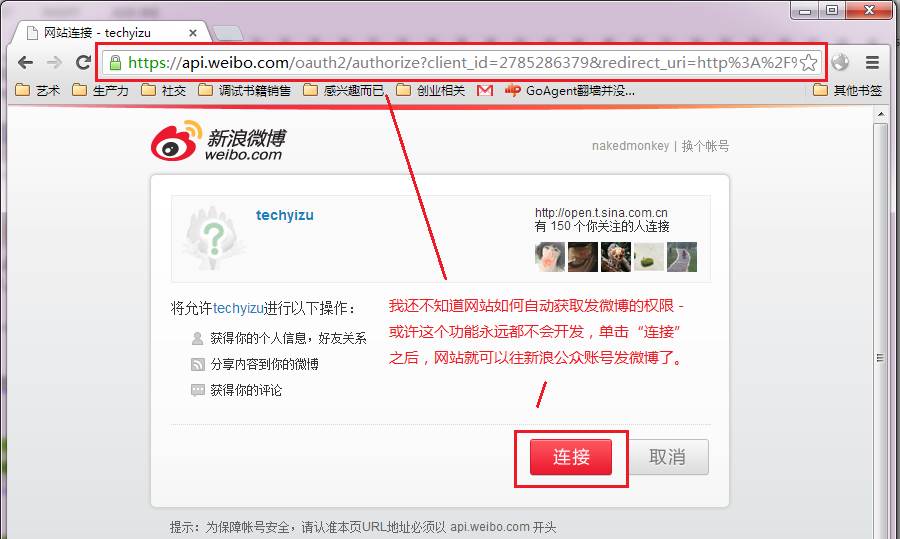 网站连接 - techyizu
https://api.weibo.com/oauth2/authorize?client_id=2785286379&redirect_uri=http%3A%2F%
艺术 生产力 社交 调试书籍销售 感兴趣而已 创业相关 GoAgent翻墙并没... 其他书签
新浪微博
weibo.com
nakedmonkey | 换个帐号
techyizu
http://open.t.sina.com.cn
有 150 个你关注的人连接
将允许techyizu进行以下操作：
获得你的个人信息，好友关系
分享内容到你的微博
获得你的评论
我还不知道网站如何自动获取发微博的权限 -
或许这个功能永远都不会开发，单击“连接”
之后，网站就可以往新浪公众账号发微博了。
连接 取消
提示：为保障帐号安全，请认准本页URL地址必须以 api.weibo.com 开头